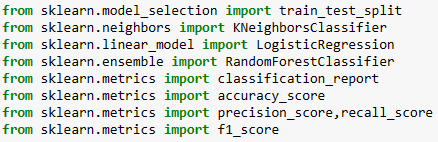 from sklearn.model_selection import train_test_split
from sklearn.neighbors import KNeighborsClassifier
from sklearn.linear_model import LogisticRegression
from sklearn.ensemble import RandomForestClassifier
from sklearn.metrics import classification_report
from sklearn.metrics import accuracy_score
from sklearn.metrics import precision_score,recall_score
from sklearn.metrics import f1_score